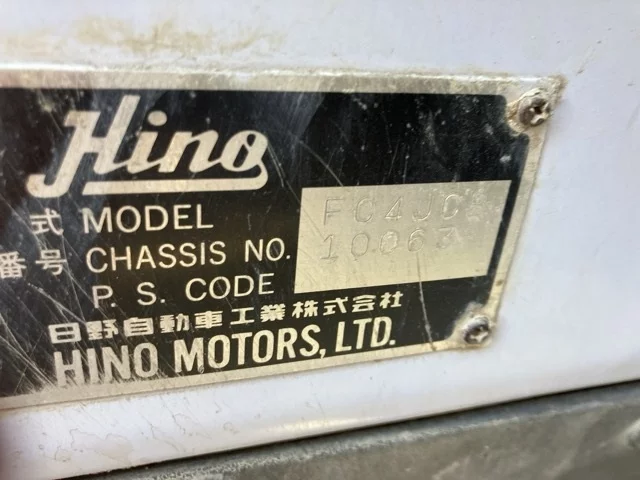 Hino
式 MODEL FC4JC
番号 CHASSIS NO. 10063
P. S. CODE
日野自動車工業株式会社
HINO MOTORS, LTD.